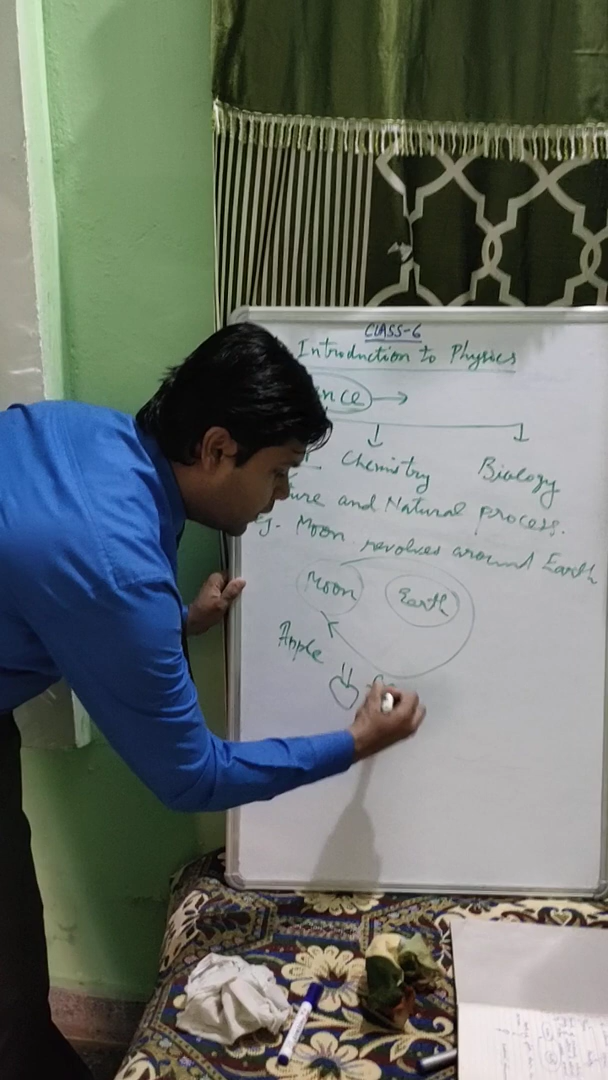 CLASS-6
Introduction to Physics
nce →
Chemistry Biology
ure and Natural process.
g. Moon revolves around Earth
Moon Earth
Apple